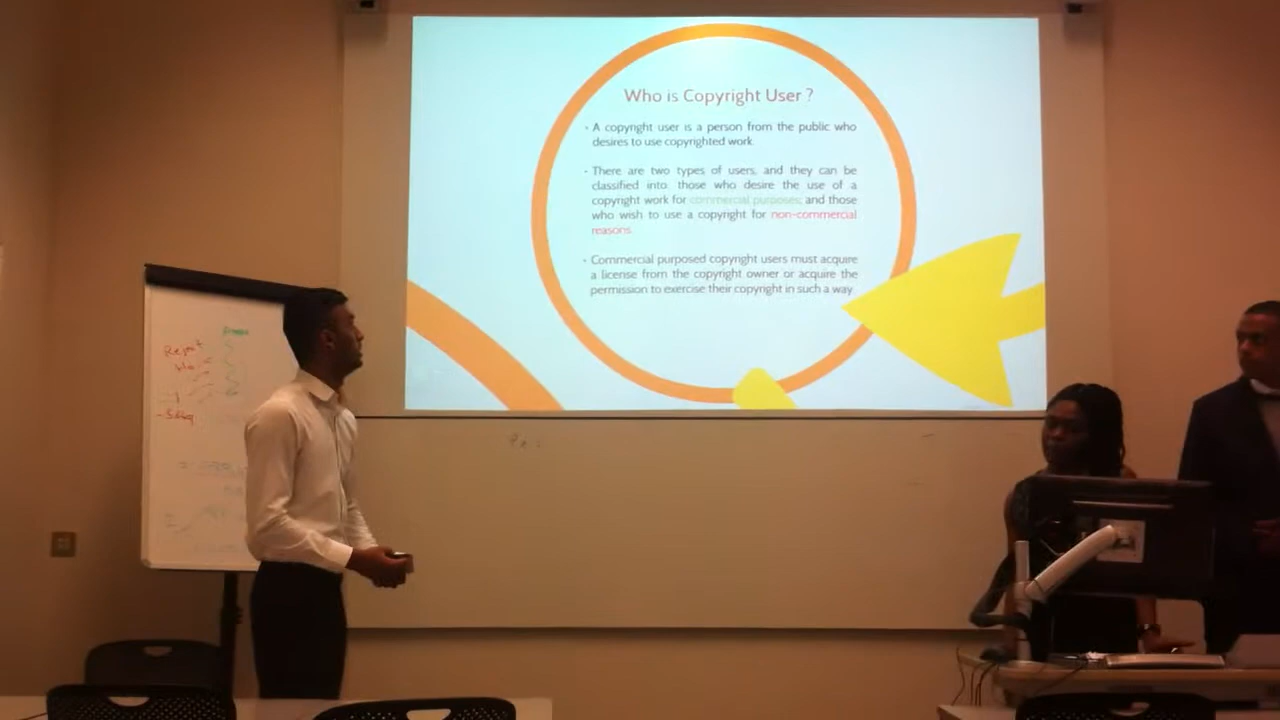 Who is Copyright User ?
• A copyright user is a person from the public who
desires to use copyrighted work.
• There are two types of users, and they can be
classified into, those who desire the use of a
copyright work for commercial purposes, and those
who wish to use a copyright for non-commercial
reasons.
• Commercial purposed copyright users must acquire
a license from the copyright owner or acquire the
permission to exercise their copyright in such a way
Report